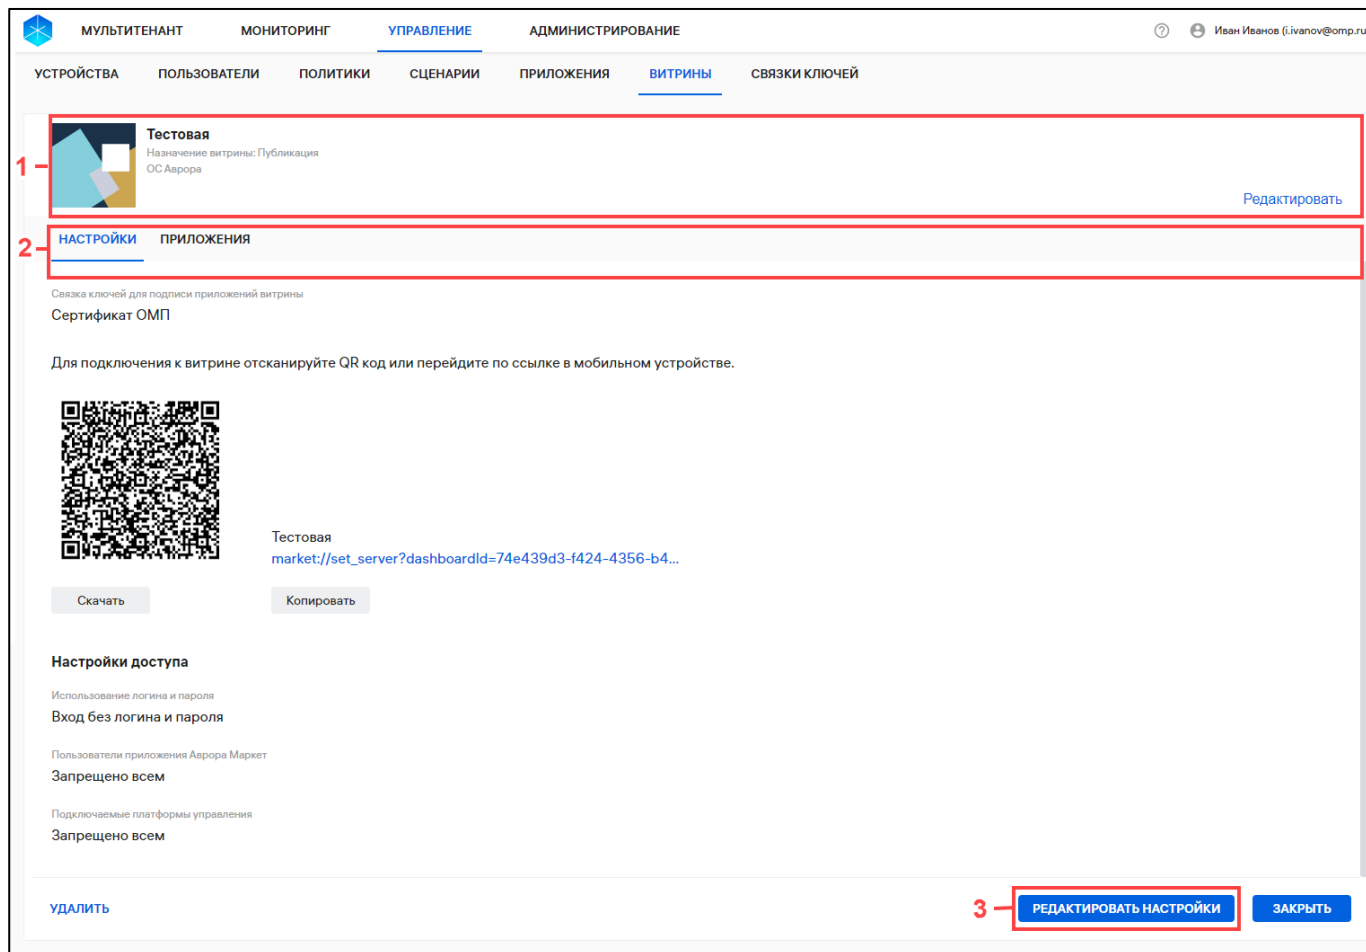 МУЛЬТИТЕНАНТ МОНИТОРИНГ УПРАВЛЕНИЕ АДМИНИСТРИРОВАНИЕ ? Иван Иванов (i.ivanov@omp.ru
УСТРОЙСТВА ПОЛЬЗОВАТЕЛИ ПОЛИТИКИ СЦЕНАРИИ ПРИЛОЖЕНИЯ ВИТРИНЫ СВЯЗКИ КЛЮЧЕЙ
Тестовая
Назначение витрины: Публикация
1
ОС Аврора
Редактировать
2 НАСТРОЙКИ ПРИЛОЖЕНИЯ
Связка ключей для подписи приложений витрины
Сертификат ОМП
Для подключения к витрине отсканируйте QR код или перейдите по ссылке в мобильном устройстве.
Тестовая
market://set_server?dashboardId=74e439d3-f424-4356-b4...
Скачать Копировать
Настройки доступа
Использование логина и пароля
Вход без логина и пароля
Пользователи приложения Аврора Маркет
Запрещено всем
Подключаемые платформы управления
Запрещено всем
УДАЛИТЬ 3 РЕДАКТИРОВАТЬ НАСТРОЙКИ ЗАКРЫТЬ